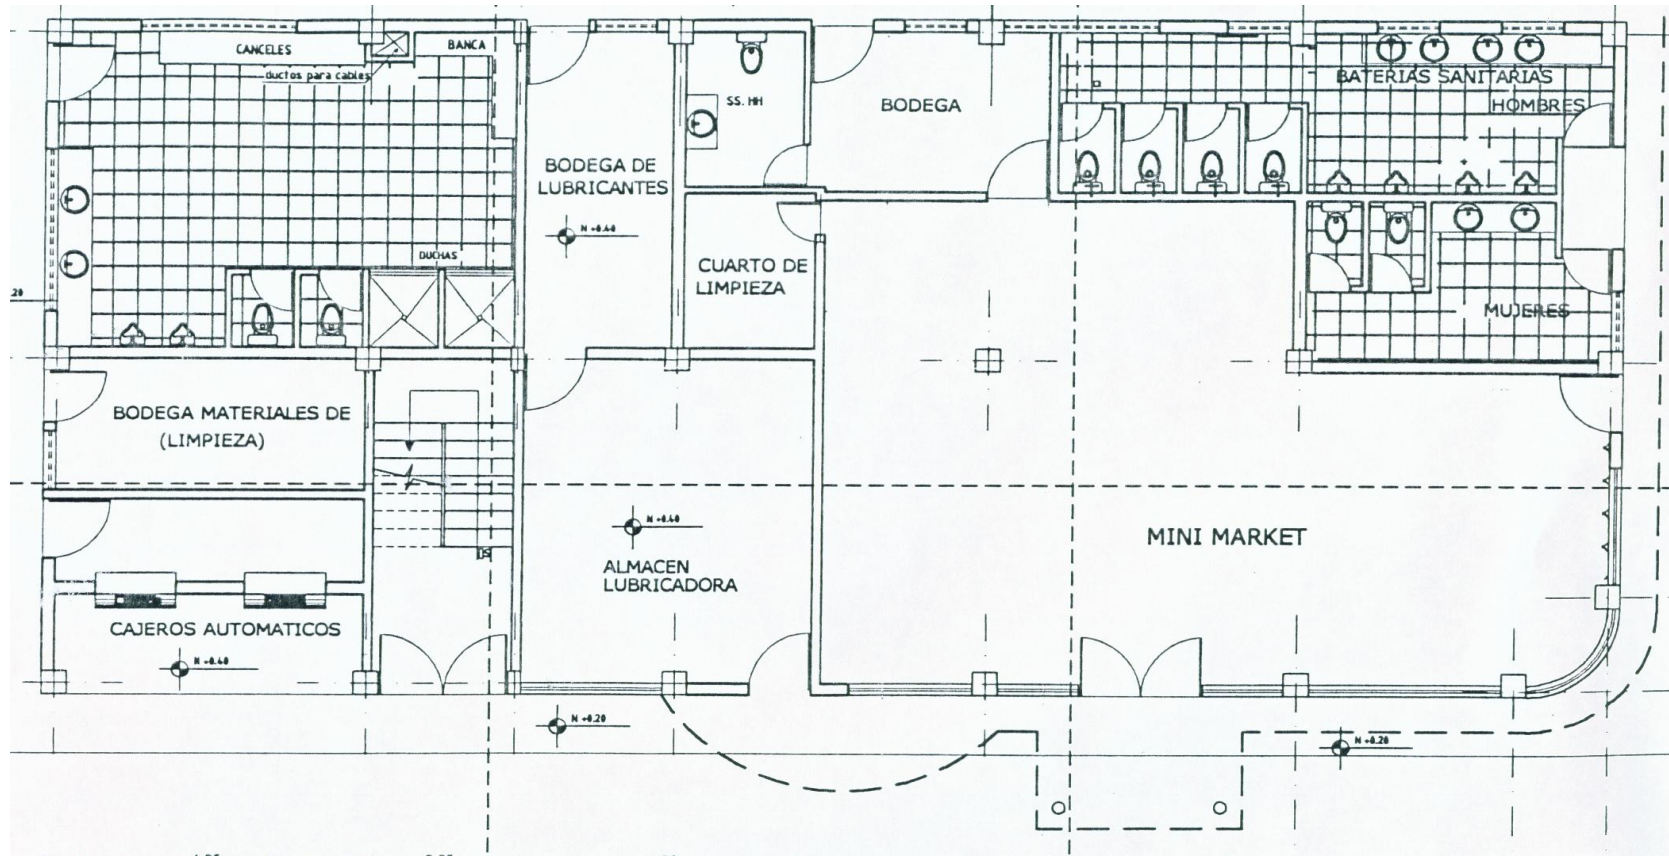 CANCELES
BANCA
ductos para cables
SS. HH
BODEGA
BATERIAS SANITARIAS
HOMBRES
BODEGA DE
LUBRICANTES
N +0.40
DUCHAS
CUARTO DE
LIMPIEZA
MUJERES
.20
BODEGA MATERIALES DE
(LIMPIEZA)
N +0.40
MINI MARKET
ALMACEN
LUBRICADORA
CAJEROS AUTOMATICOS
N +0.40
N +0.20
N +0.20